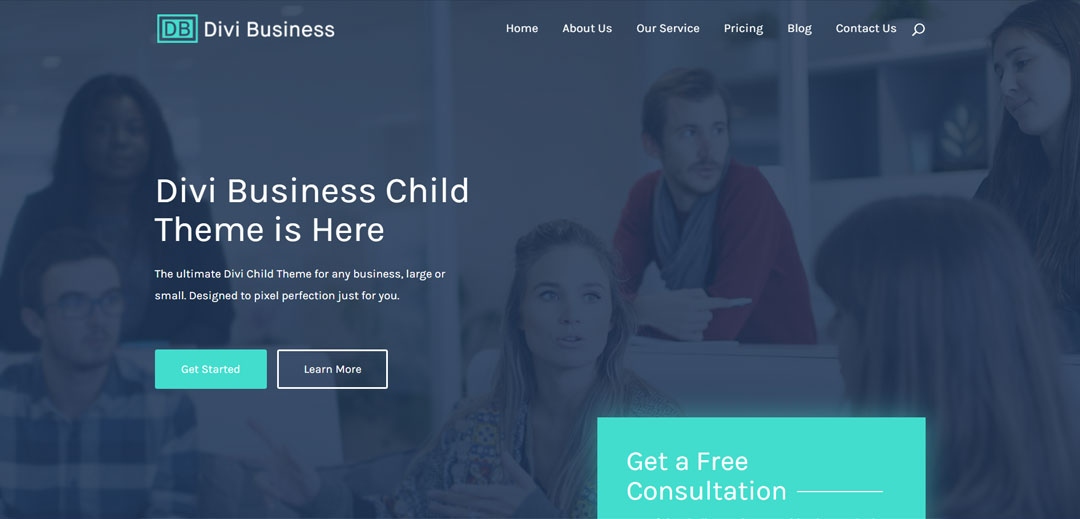 DB Divi Business
Home About Us Our Service Pricing Blog Contact Us
Divi Business Child
Theme is Here
The ultimate Divi Child Theme for any business, large or
small. Designed to pixel perfection just for you.
Get Started Learn More
Get a Free
Consultation